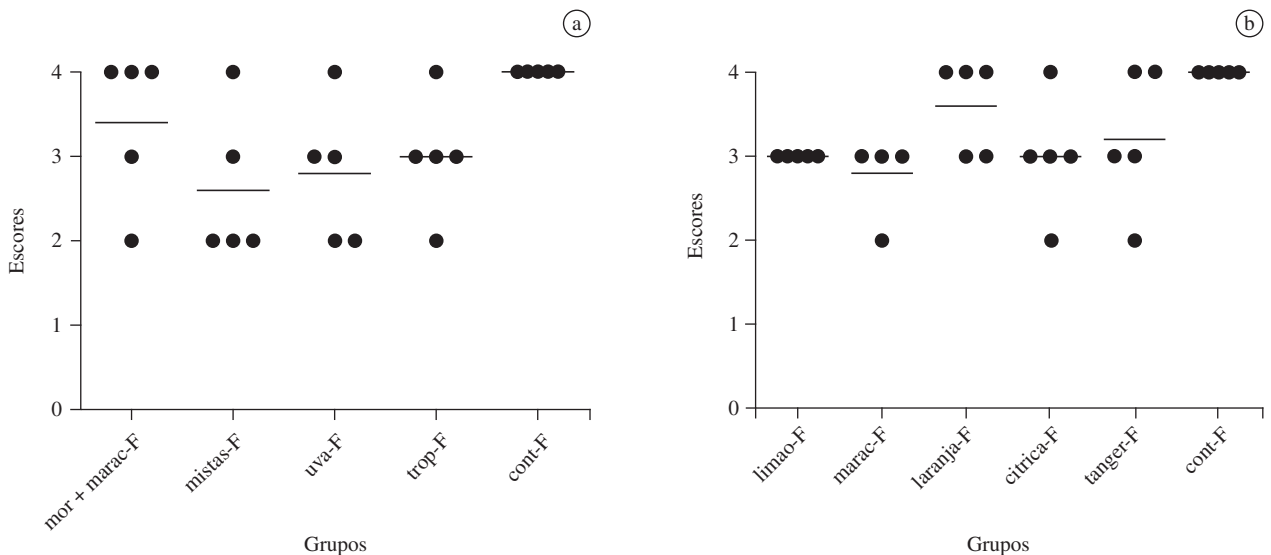 a
4
3
2
1
0
Escores
mor + marac-F
mistas-F
uva-F
trop-F
cont-F
Grupos
b
4
3
2
1
0
Escores
limao-F
marac-F
laranja-F
citrica-F
tanger-F
cont-F
Grupos